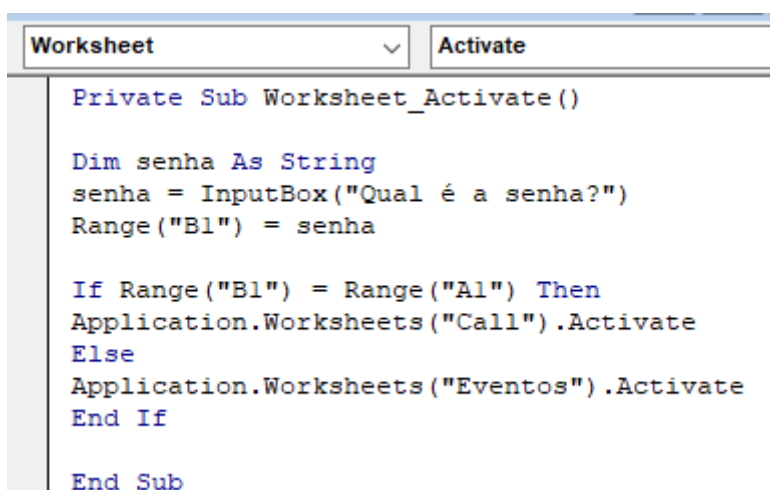 Worksheet Activate
Private Sub Worksheet_Activate()
Dim senha As String
senha = InputBox("Qual é a senha?")
Range("B1") = senha
If Range("B1") = Range("A1") Then
Application.Worksheets("Call").Activate
Else
Application.Worksheets("Eventos").Activate
End If
End Sub